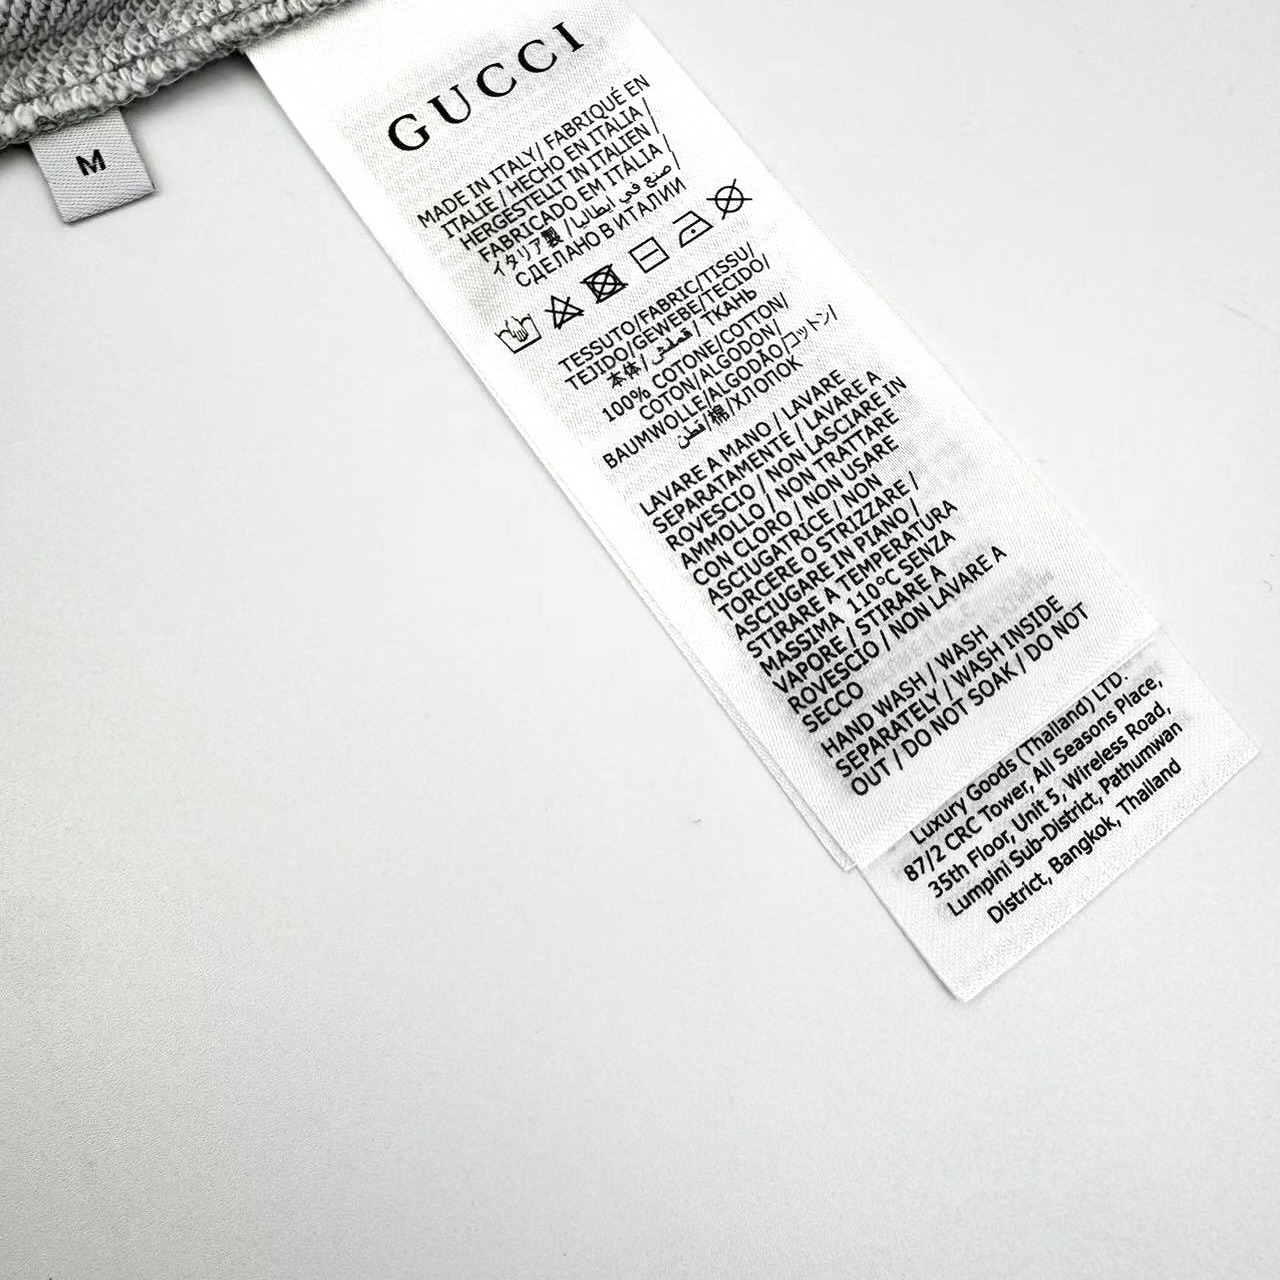 M
GUCCI
MADE IN ITALY/ FABRIQUÉ EN
ITALIE / HECHO EN ITALIA /
HERGESTELLT IN ITALIEN /
FABRICADO EM ITÁLIA /
イタリア製 / صنع في ايطاليا /
СДЕЛАНО В ИТАЛИИ
TESSUTO/FABRIC/TISSU/
TEJIDO/GEWEBE/TECIDO/
本体/ قماش / ТКАНЬ
100% COTONE/COTTON/
COTON/ALGODON/
BAUMWOLLE/ALGODÃO/コットン/
قطن/棉/ХЛОПОК
LAVARE A MANO / LAVARE
SEPARATAMENTE / LAVARE A
ROVESCIO / NON LASCIARE IN
AMMOLLO / NON TRATTARE
CON CLORO / NON USARE
ASCIUGATRICE / NON
TORCERE O STRIZZARE /
ASCIUGARE IN PIANO /
STIRARE A TEMPERATURA
MASSIMA 110°C SENZA
VAPORE / STIRARE A
ROVESCIO / NON LAVARE A
SECCO
HAND WASH / WASH
SEPARATELY / WASH INSIDE
OUT / DO NOT SOAK / DO NOT
Luxury Goods (Thailand) LTD.
87/2 CRC Tower, All Seasons Place,
35th Floor, Unit 5, Wireless Road,
Lumpini Sub-District, Pathumwan
District, Bangkok, Thailand